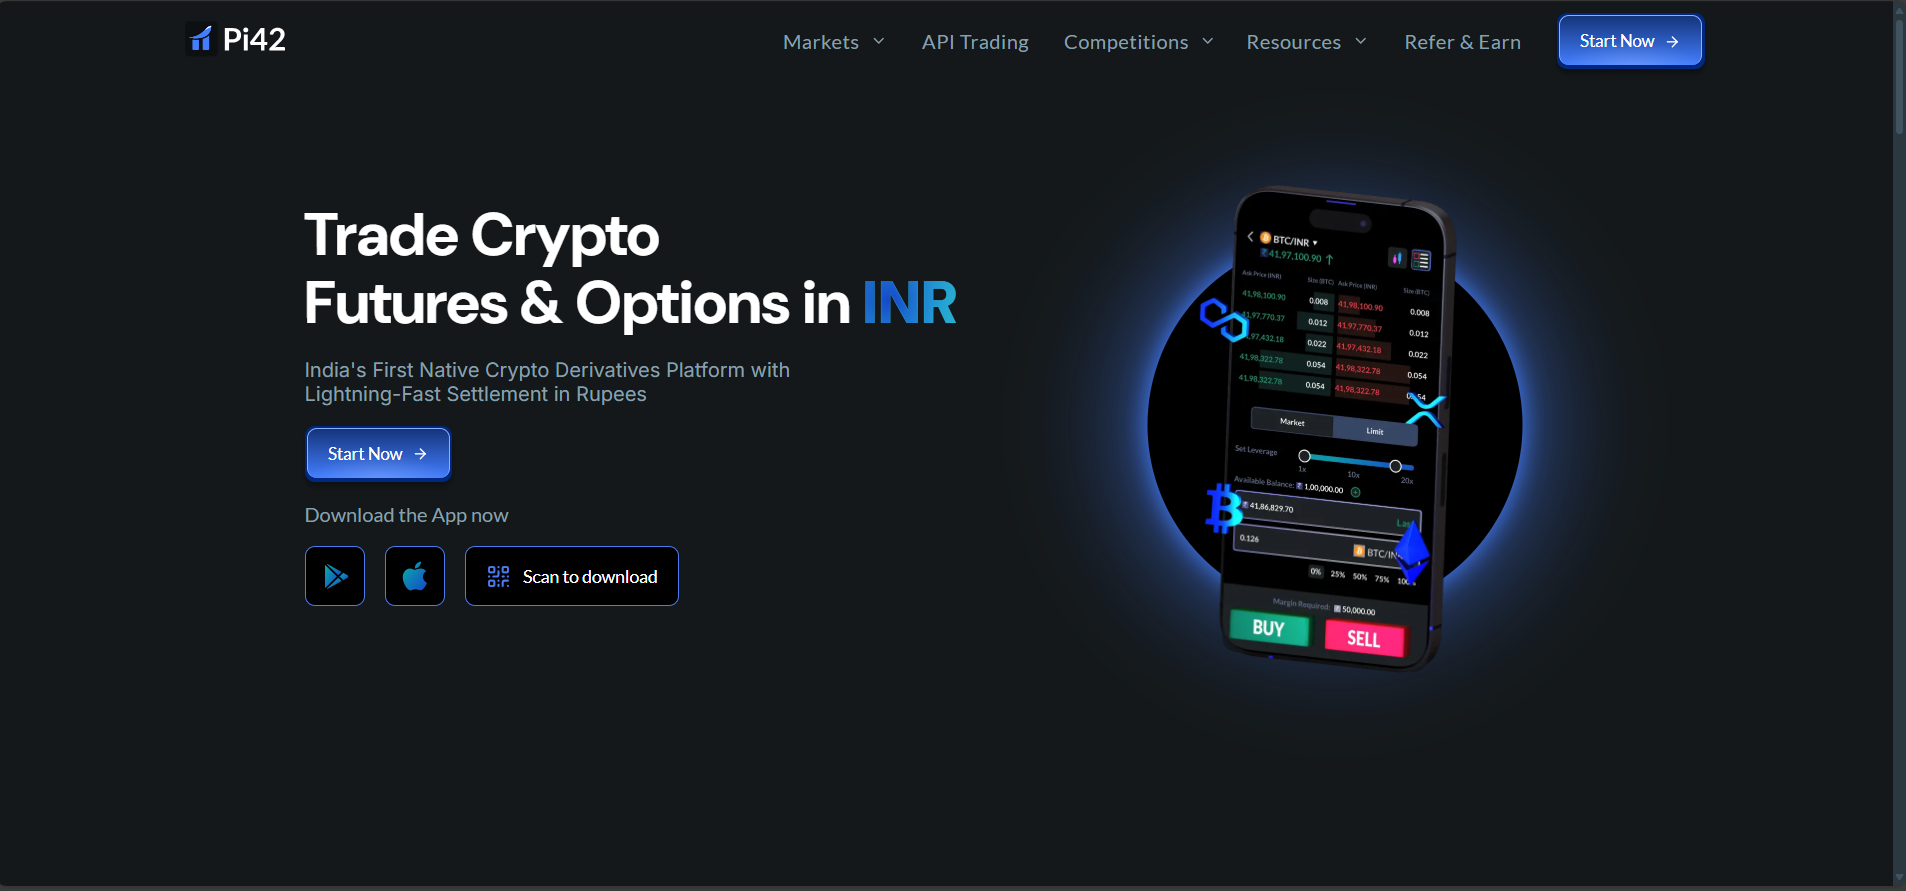 Pi42
Markets
API Trading
Competitions
Resources
Refer & Earn
Start Now
Trade Crypto
Futures & Options in INR
India's First Native Crypto Derivatives Platform with
Lightning-Fast Settlement in Rupees
Start Now
Download the App now
Scan to download
BTC/INR
₹41,97,100.90
Ask Price (INR) Size (BTC) Ask Price (INR) Size (BTC)
41,98,100.90 0.008 41,98,100.90 0.008
41,97,770.37 0.012 41,97,770.37 0.012
97,432.18 0.022 41,97,432.18 0.022
41,98,322.78 0.054 41,98,322.78 0.054
41,98,322.78 0.054 41,98,322.78
Market Limit
Set Leverage
1x 10x 20x
Available Balance: ₹ 1,00,000.00
₹ 41,86,829.70
0.126
0% 25% 50% 75%
Margin Required: ₹ 50,000.00
BUY SELL